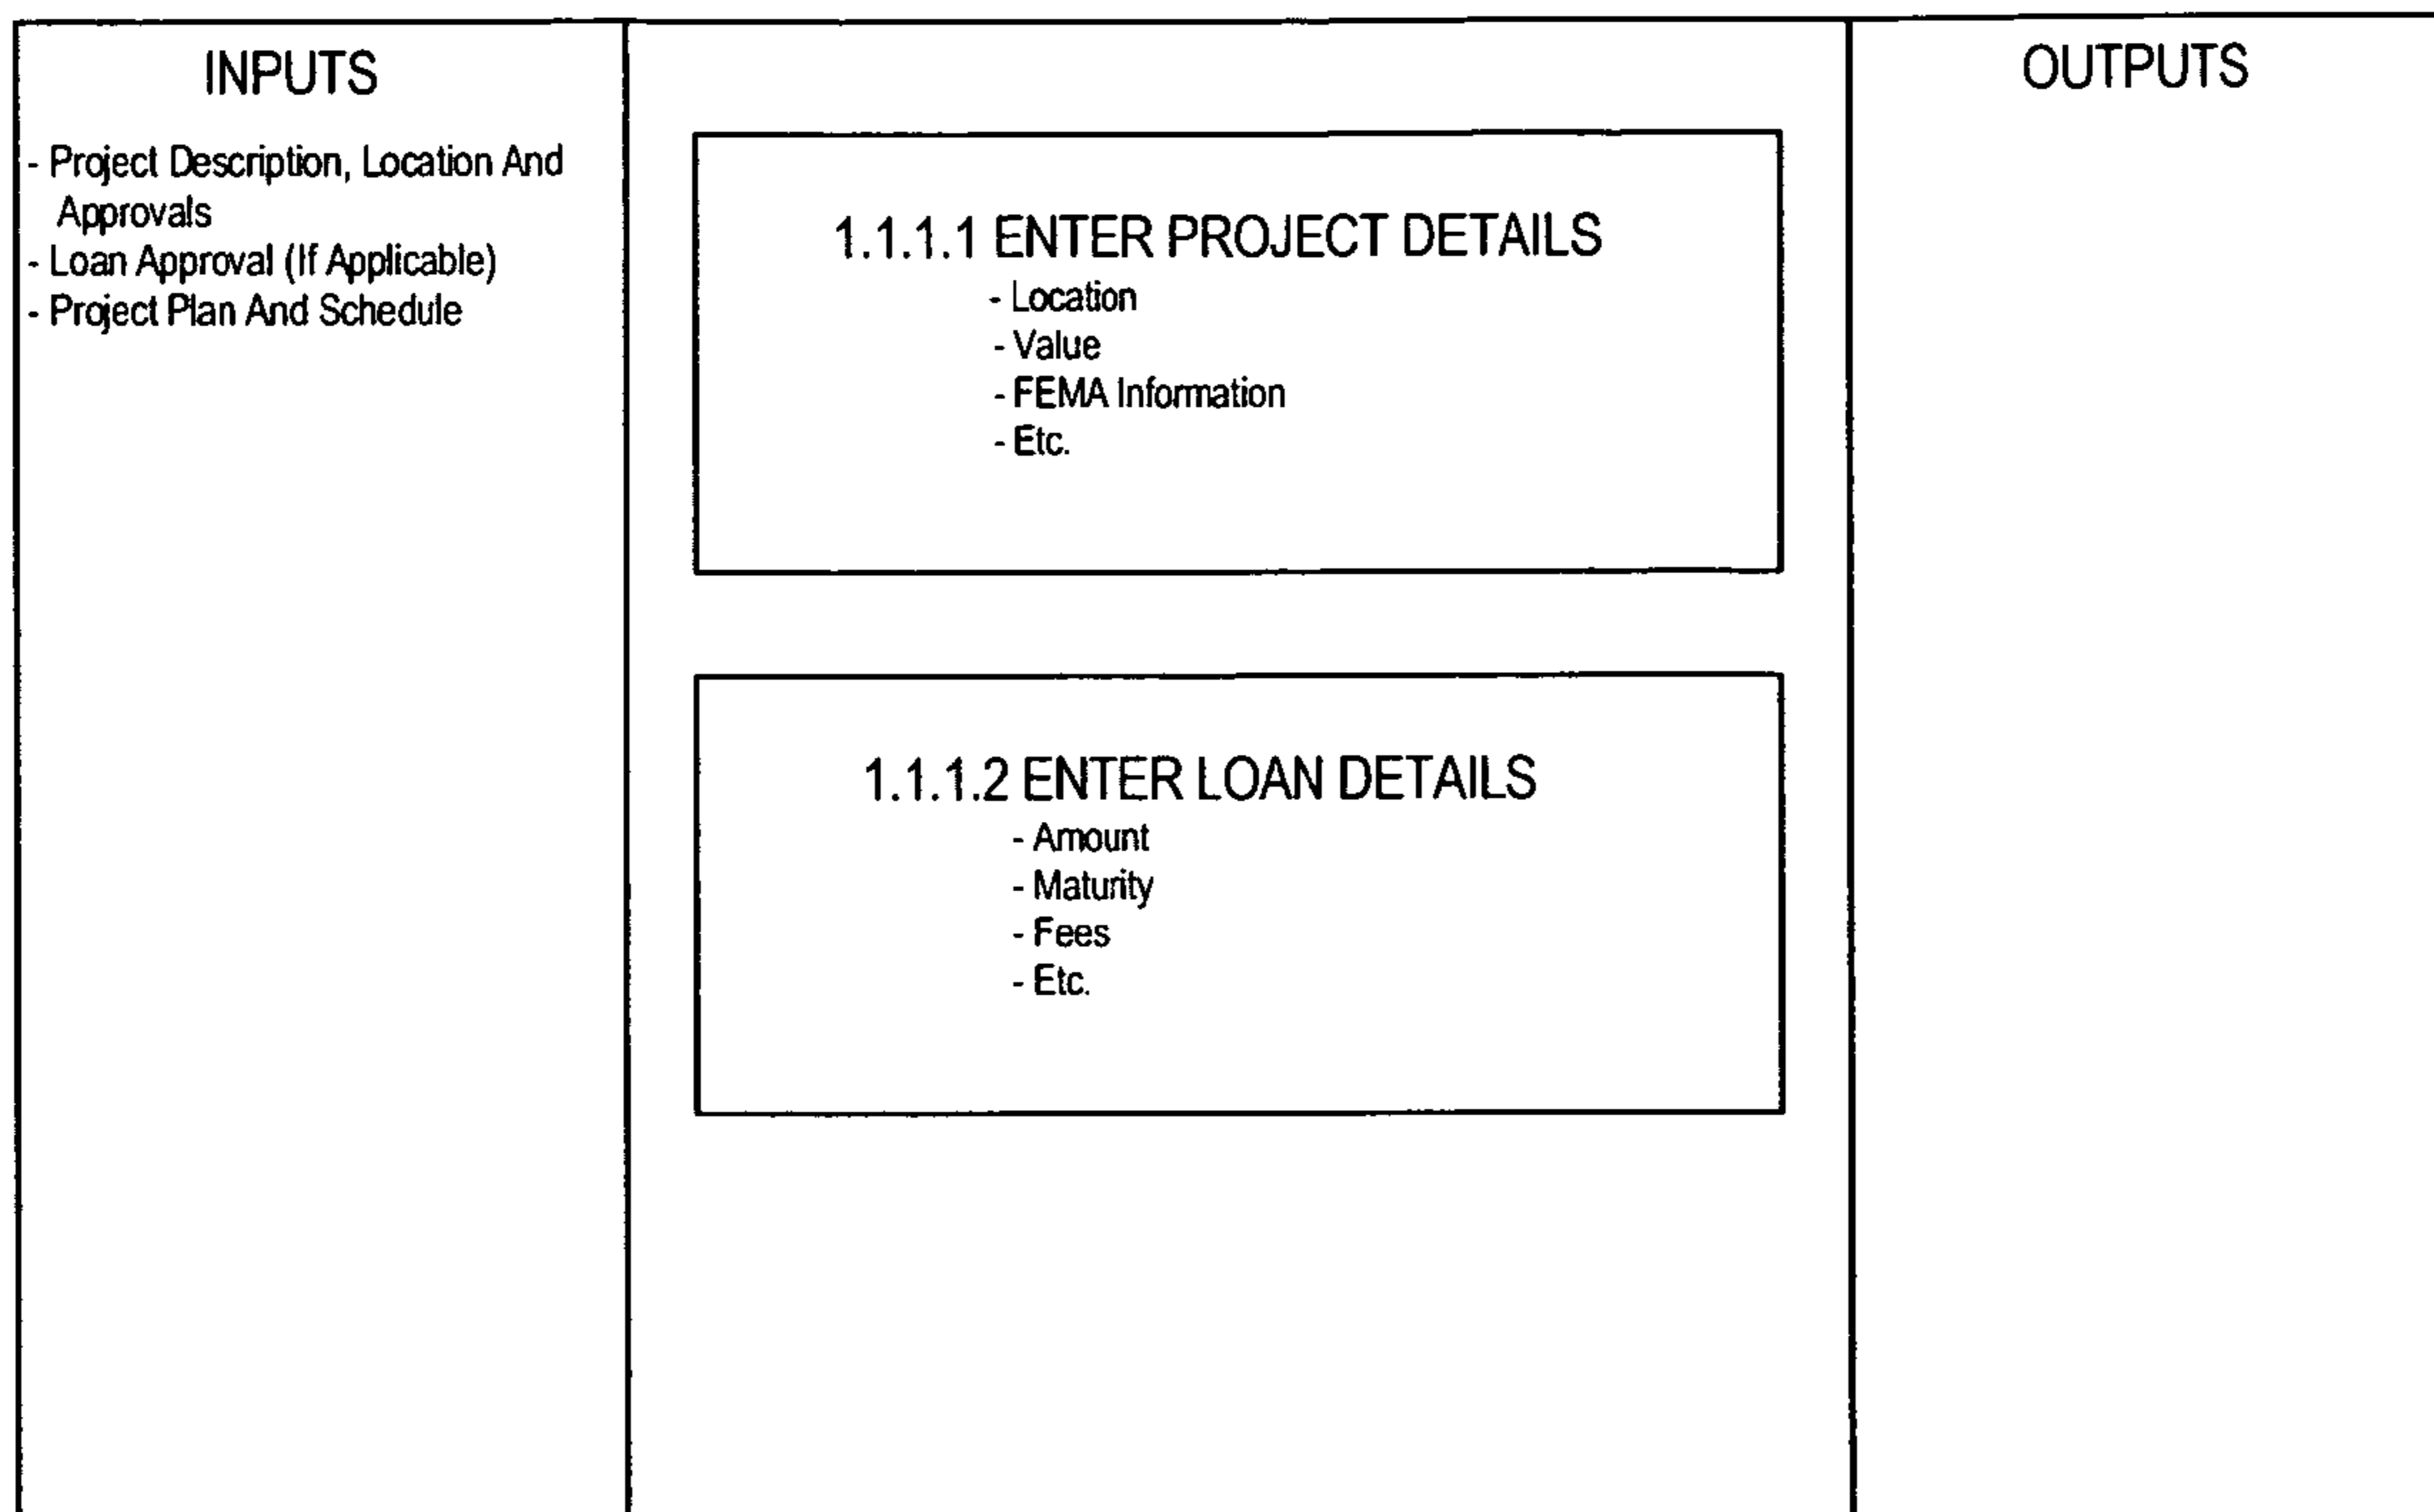 INPUTS
- Project Description, Location And
Approvals
- Loan Approval (If Applicable)
- Project Plan And Schedule
1.1.1.1 ENTER PROJECT DETAILS
- Location
- Value
- FEMA Information
- Etc.
1.1.1.2 ENTER LOAN DETAILS
- Amount
- Maturity
- Fees
- Etc.
OUTPUTS